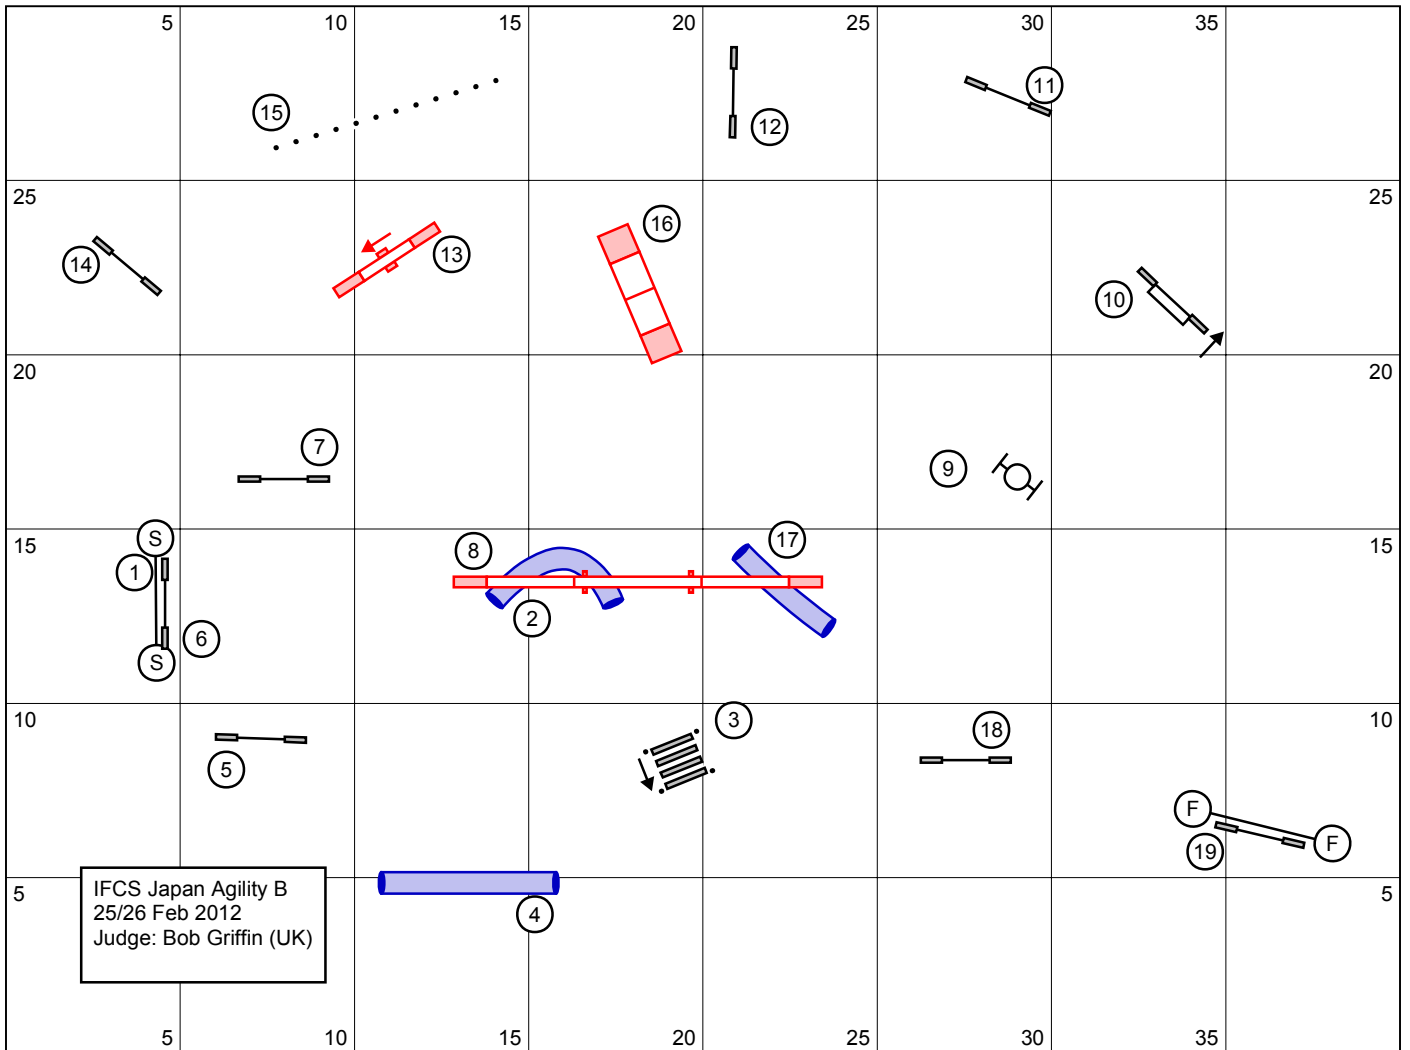 5 10 15 20 25 30 35
15 12 11
25 25
14 13 16 10
20 20
7 9
15 S 1 8 2 17 15
6 S
10 3 10
5 18
F 19 F
5 4 5
IFCS Japan Agility B
25/26 Feb 2012
Judge: Bob Griffin (UK)
5 10 15 20 25 30 35